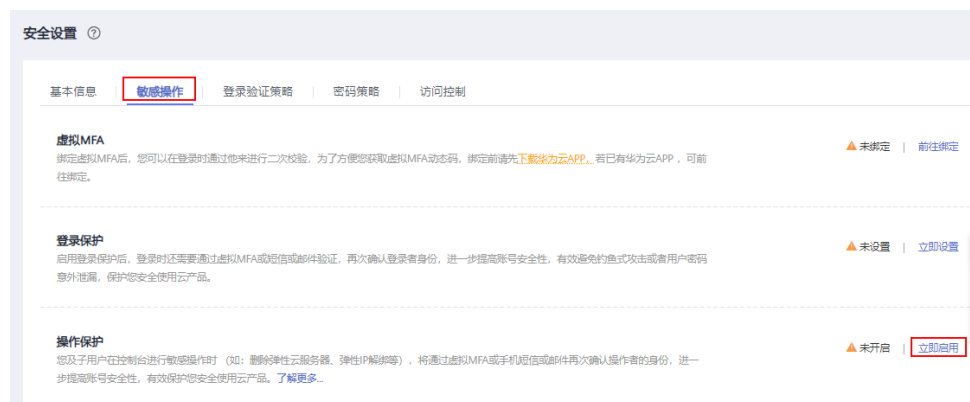 安全设置 ?
基本信息 | 敏感操作 | 登录验证策略 | 密码策略 | 访问控制
虚拟MFA
绑定虚拟MFA后，您可以在登录时通过他来进行二次校验，为了方便您获取虚拟MFA动态码，绑定前请先下载华为云APP，若已有华为云APP ，可前
往绑定。
未绑定 | 前往绑定
登录保护
启用登录保护后，登录时还需要通过虚拟MFA或短信或邮件验证，再次确认登录者身份，进一步提高账号安全性，有效避免钓鱼式攻击或者用户密码
意外泄漏，保护您安全使用云产品。
未设置 | 立即设置
操作保护
您及子用户在控制台进行敏感操作时 （如：删除弹性云服务器、弹性IP解绑等），将通过虚拟MFA或手机短信或邮件再次确认操作者的身份，进一
步提高账号安全性，有效保护您安全使用云产品。了解更多...
未开启 | 立即启用